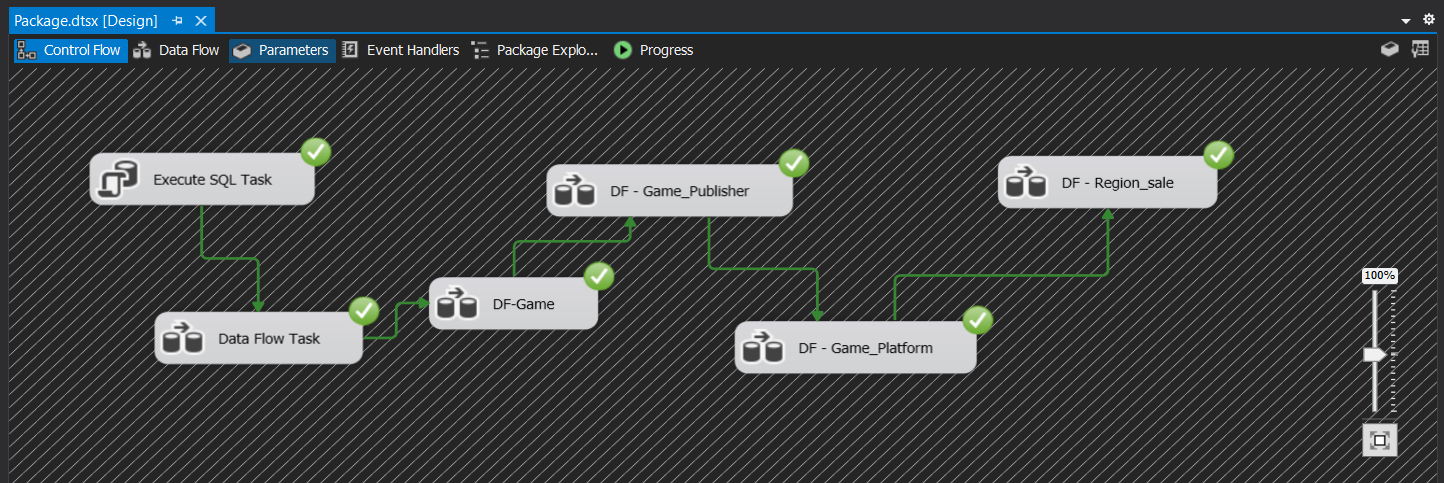 Package.dtsx [Design]
Control Flow Data Flow Parameters Event Handlers Package Explo... Progress
Execute SQL Task
DF - Game_Publisher
DF - Region_sale
100%
DF-Game
Data Flow Task
DF - Game_Platform